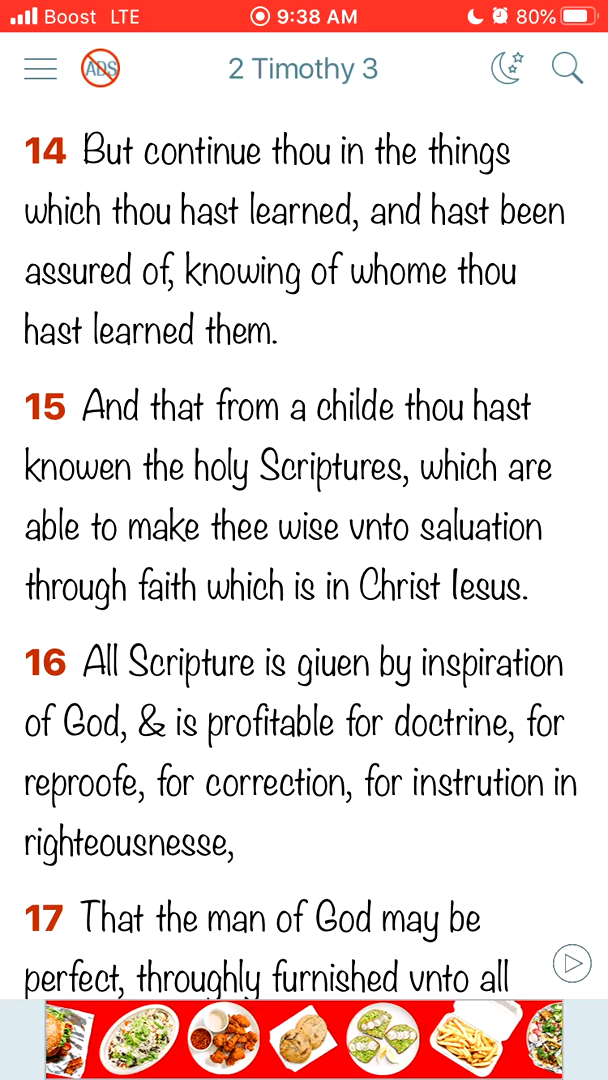 Boost LTE 9:38 AM 80%
ADS 2 Timothy 3
14 But continue thou in the things
which thou hast learned, and hast been
assured of, knowing of whome thou
hast learned them.
15 And that from a childe thou hast
knowen the holy Scriptures, which are
able to make thee wise vnto saluation
through faith which is in Christ Iesus.
16 All Scripture is giuen by inspiration
of God, & is profitable for doctrine, for
reproofe, for correction, for instrution in
righteousnesse,
17 That the man of God may be
perfect, throughly furnished vnto all